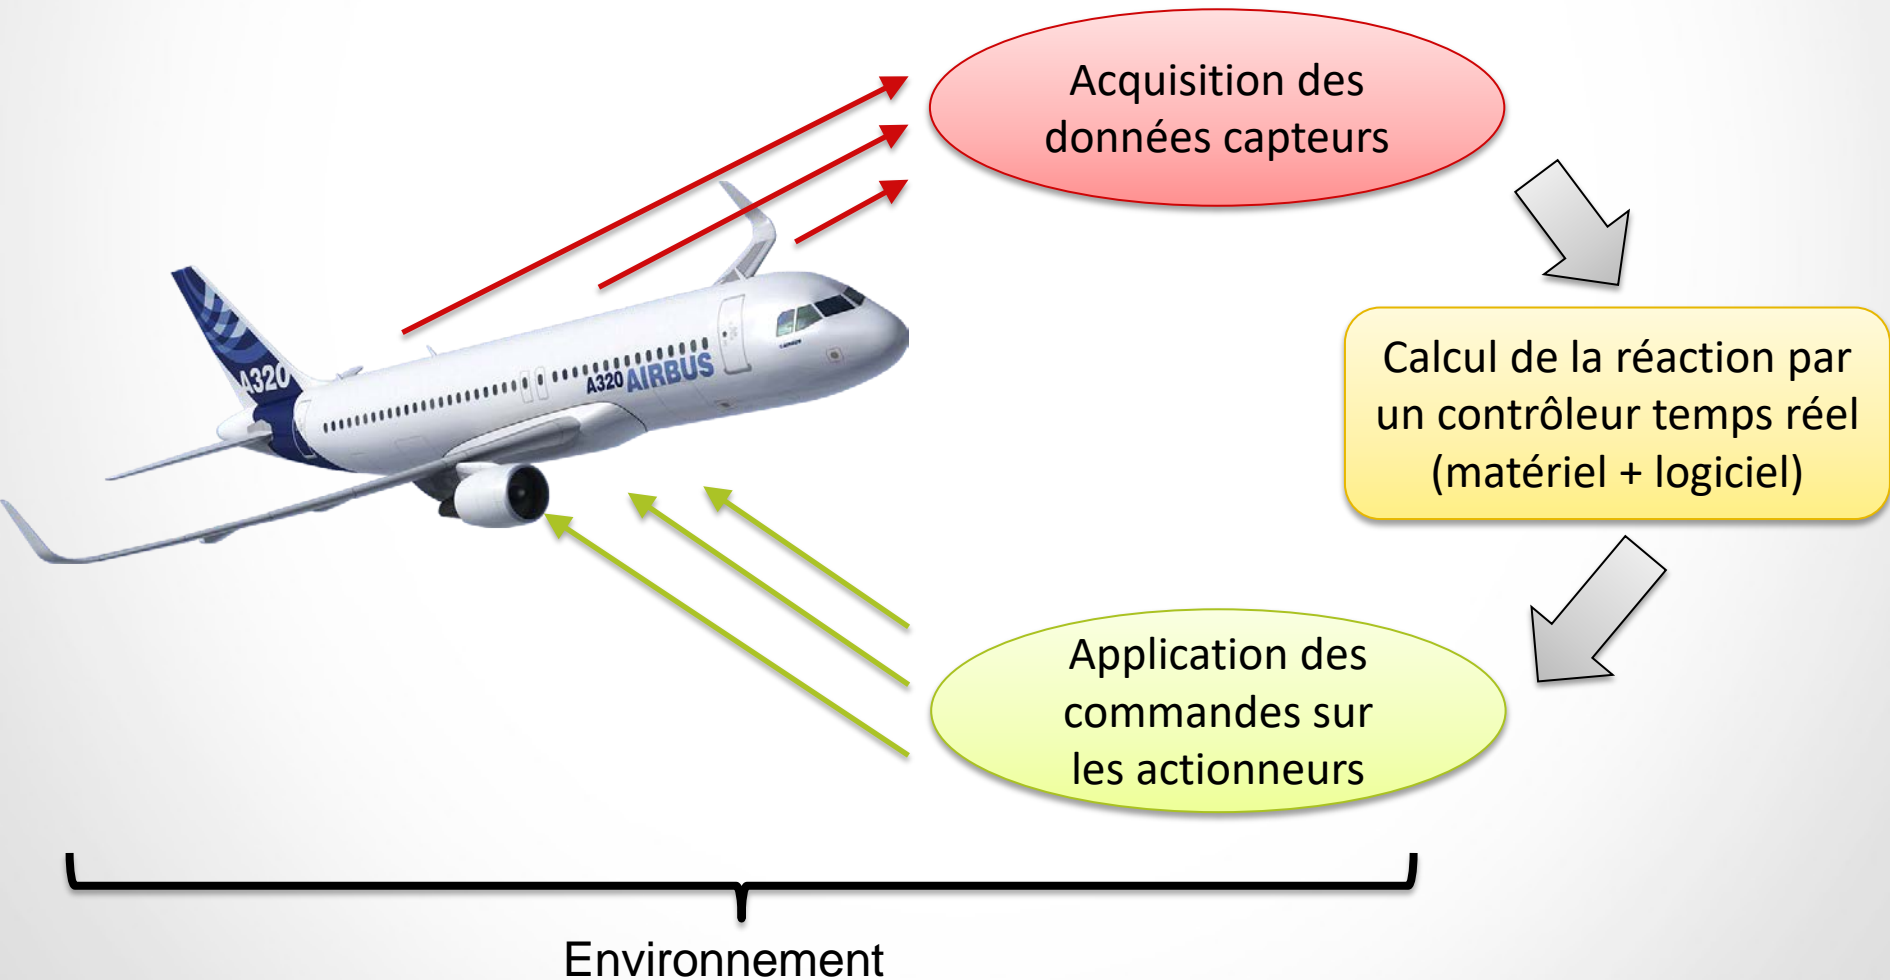 Acquisition des
données capteurs
A320
A320 AIRBUS
Calcul de la réaction par
un contrôleur temps réel
(matériel + logiciel)
Application des
commandes sur
les actionneurs
Environnement